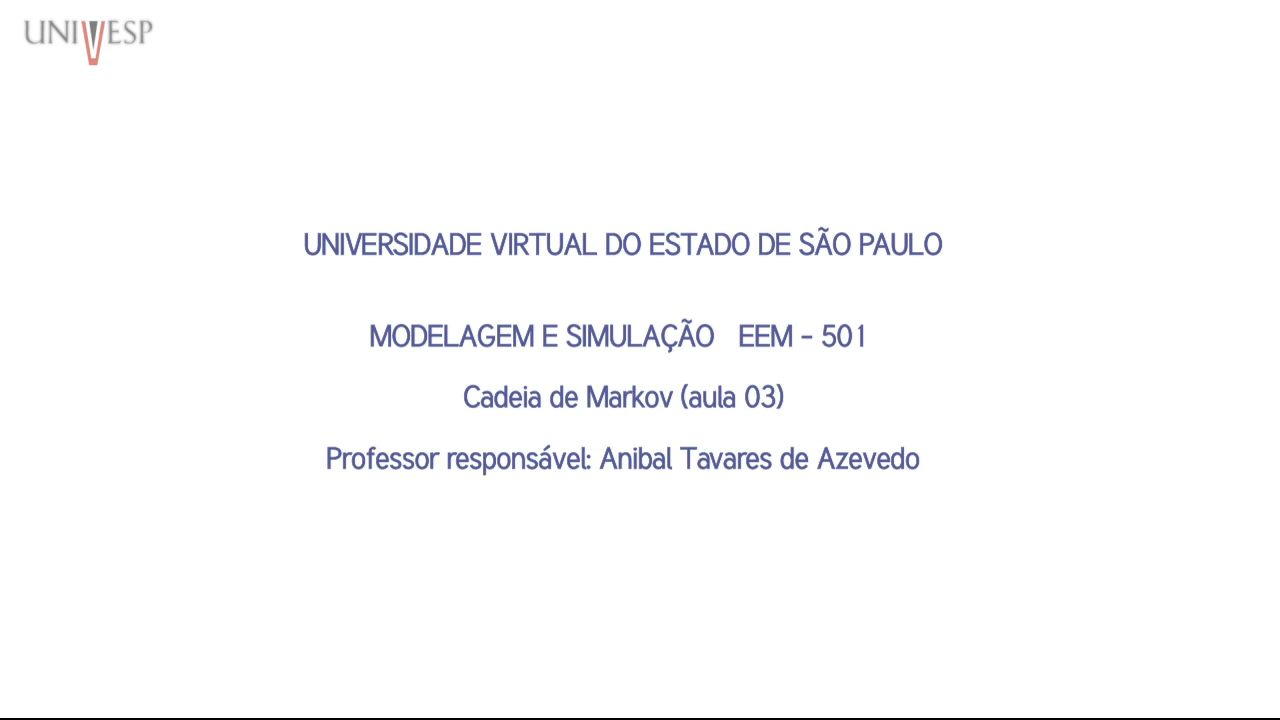 UNIVESP
UNIVERSIDADE VIRTUAL DO ESTADO DE SÃO PAULO
MODELAGEM E SIMULAÇÃO EEM - 501
Cadeia de Markov (aula 03)
Professor responsável: Anibal Tavares de Azevedo